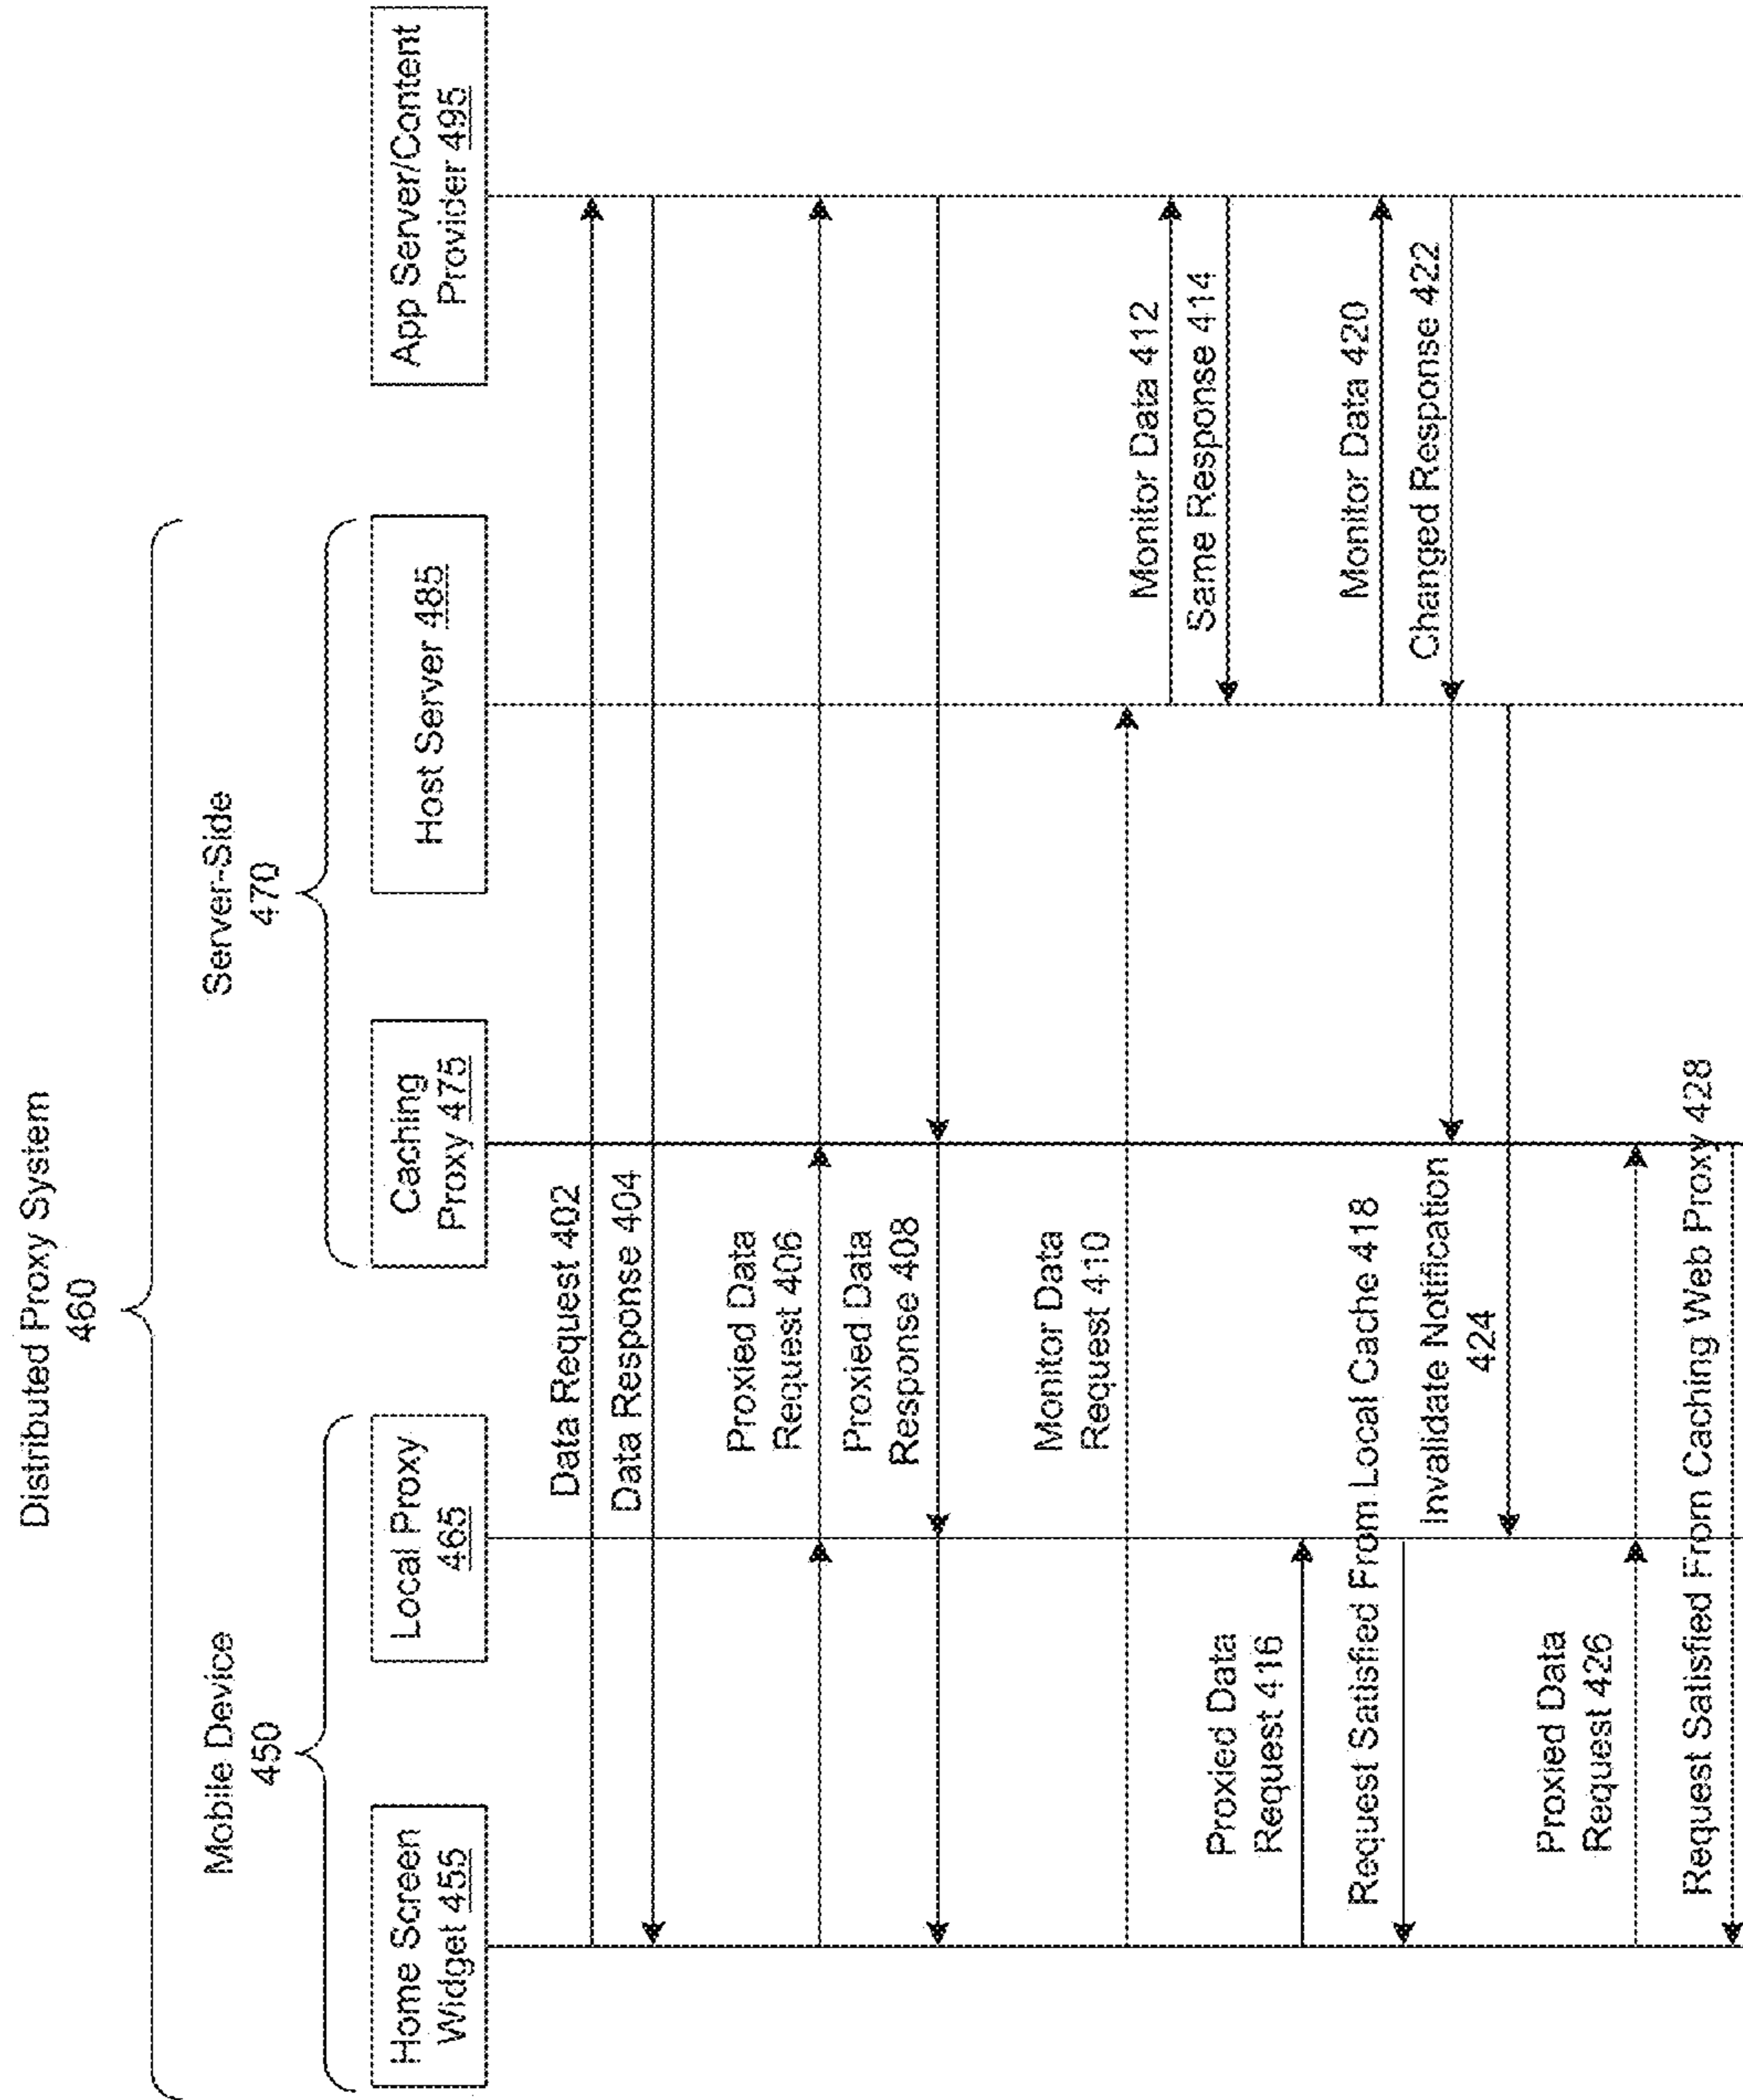 Distributed Proxy System
460
Mobile Device
450
Server-Side
470
Home Screen
Widget 455
Local Proxy
465
Caching
Proxy 475
Host Server 485
App Server/Content
Provider 495
Data Request 402
Data Response 404
Proxied Data
Request 406
Proxied Data
Response 408
Monitor Data
Request 410
Monitor Data 412
Same Response 414
Proxied Data
Request 416
Request Satisfied From Local Cache 418
Monitor Data 420
Changed Response 422
Invalidate Notification
424
Proxied Data
Request 426
Request Satisfied From Caching Web Proxy 428